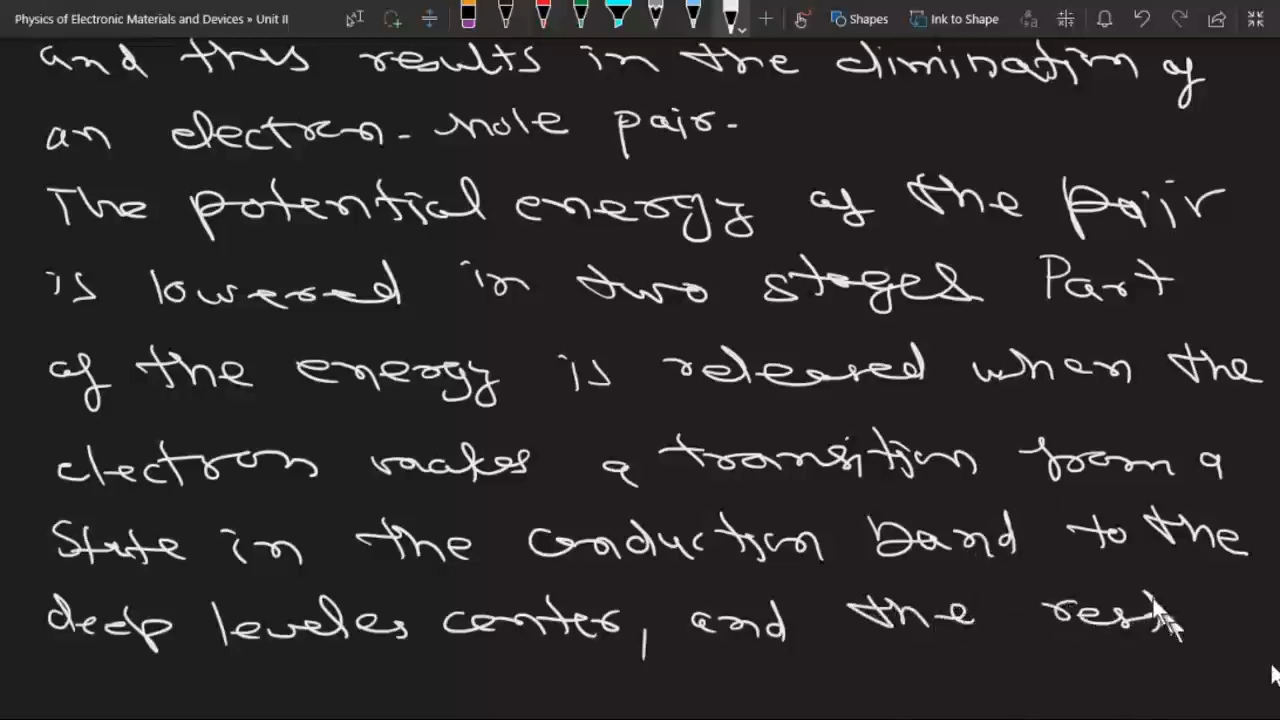 Physics of Electronic Materials and Devices » Unit II
Shapes
Ink to Shape
and this results in the elimination of
an electron-hole pair.
The potential energy of the pair
is lowered in two stages Part
of the energy is released when the
electron makes a transition from a
State in the conduction band to the
deep leveles center, and the rest